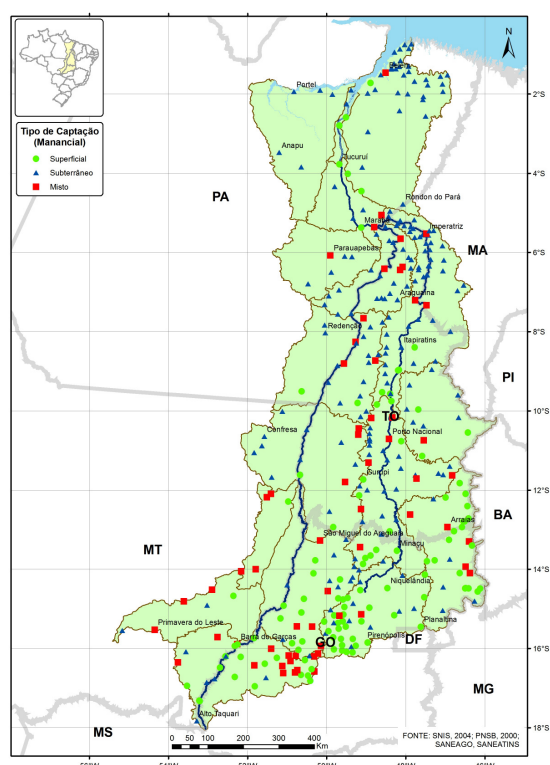 N
Tipo de Captação
(Manancial)
Superficial
Subterrâneo
Misto
2°S
4°S
6°S
8°S
10°S
12°S
14°S
16°S
18°S
PA
MA
PI
TO
BA
MT
GO
DF
MG
MS
Portel
Anapu
Tucuruí
Rondon do Pará
Marabá
Imperatriz
Parauapebas
Araguaína
Redenção
Itapiratins
Confresa
Porto Nacional
Gurupi
Arraias
São Miguel do Araguaia
Minaçu
Niquelândia
Planaltina
Primavera do Leste
Barra do Garças
Pirenópolis
Alto Taquari
0 50 100 200 300 400
Km
FONTE: SNIS, 2004; PNSB, 2000;
SANEAGO, SANEATINS